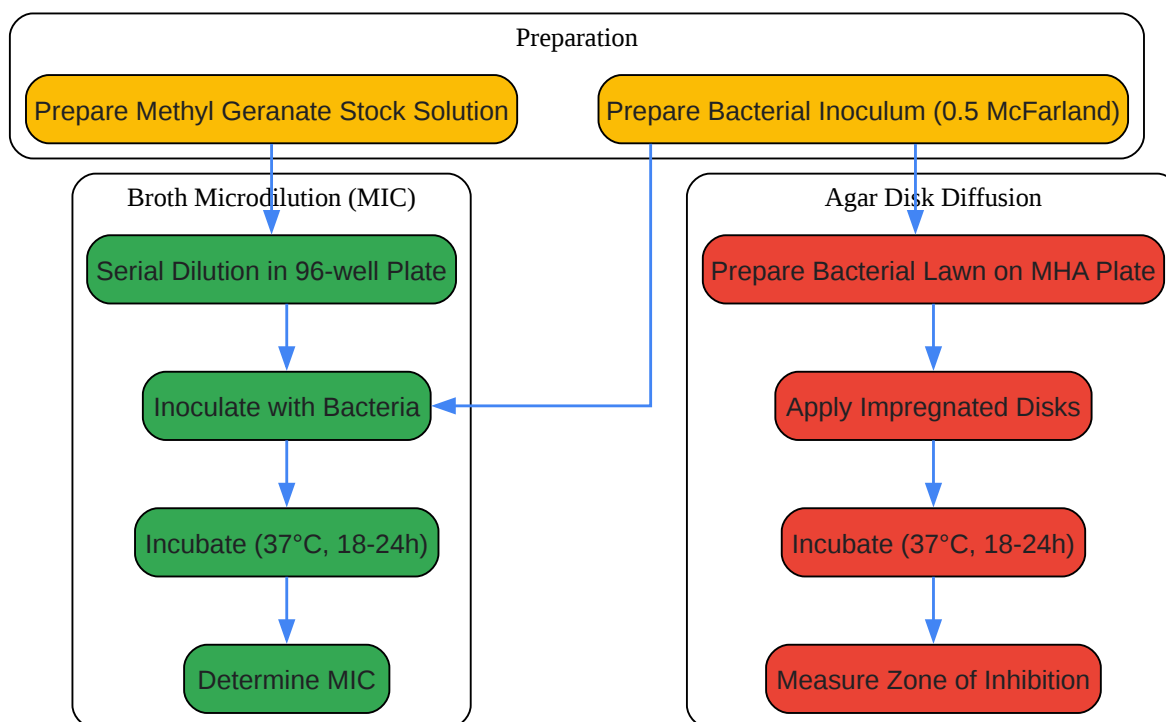 Preparation
Prepare Methyl Geranate Stock Solution
Prepare Bacterial Inoculum (0.5 McFarland)
Broth Microdilution (MIC)
Serial Dilution in 96-well Plate
Inoculate with Bacteria
Incubate (37°C, 18-24h)
Determine MIC
Agar Disk Diffusion
Prepare Bacterial Lawn on MHA Plate
Apply Impregnated Disks
Incubate (37°C, 18-24h)
Measure Zone of Inhibition